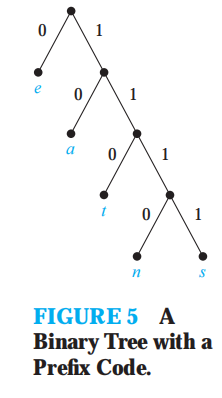 0 1
e 0 1
a 0 1
t 0 1
n s
FIGURE 5 A
Binary Tree with a
Prefix Code.